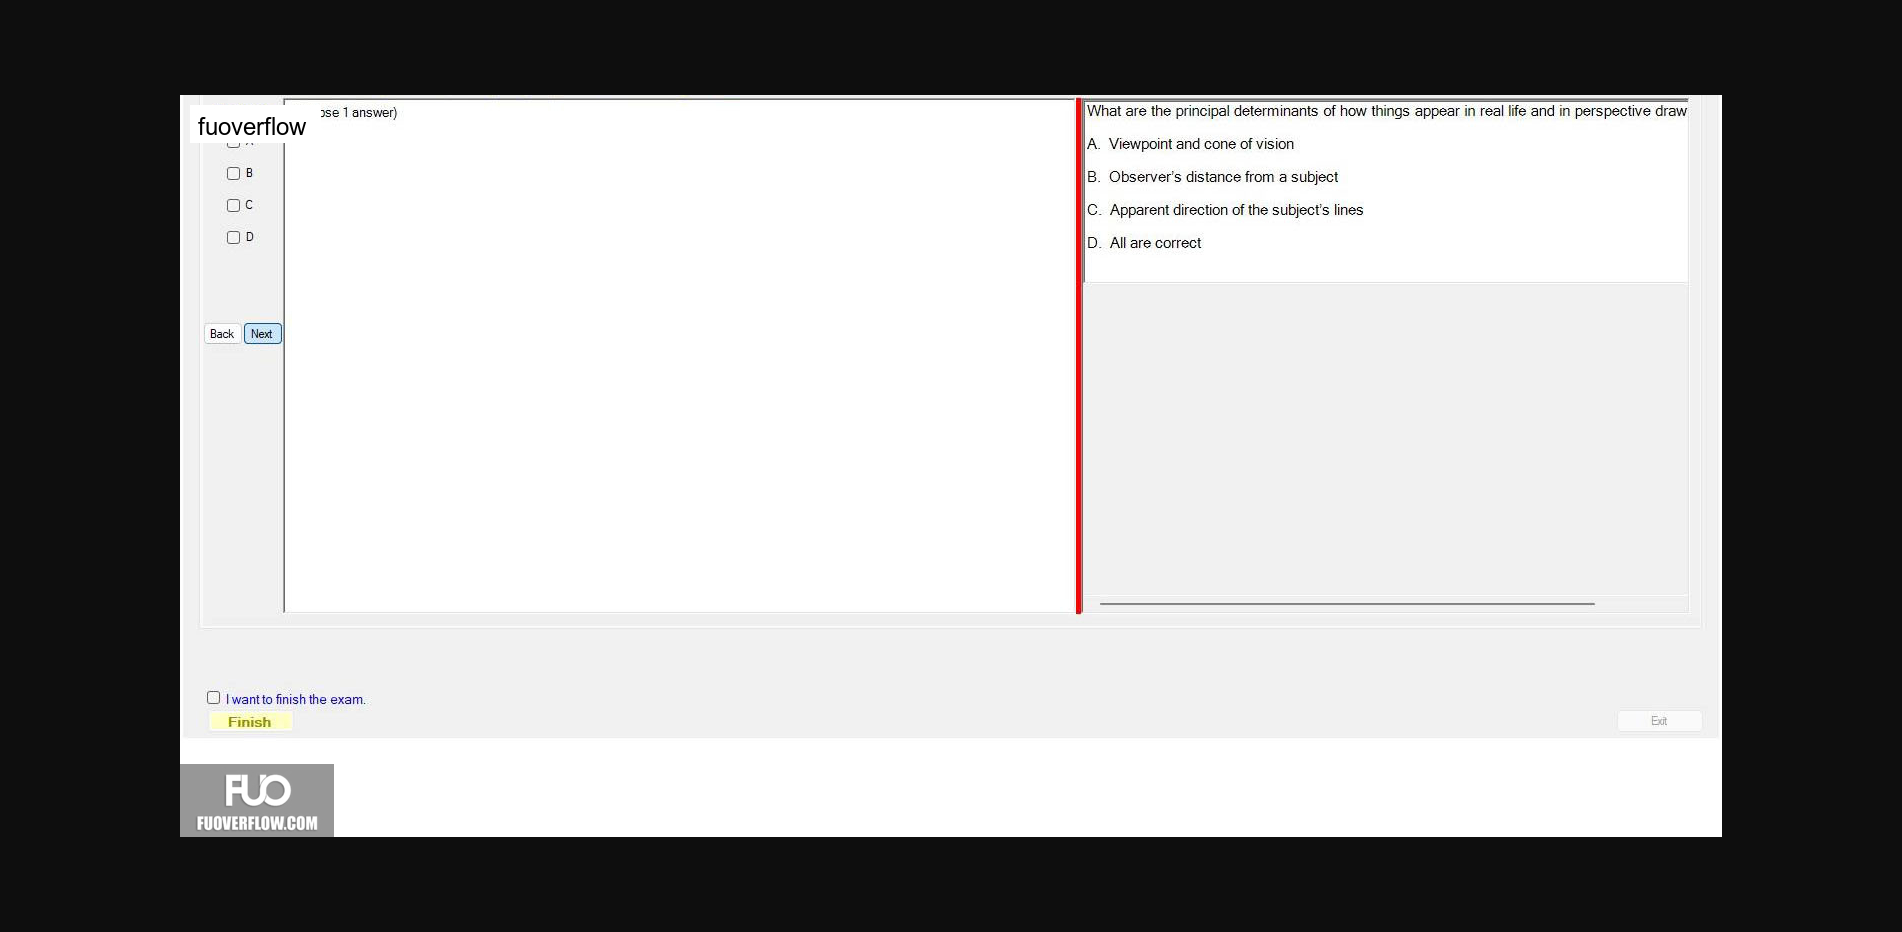 fuoverflow
ose 1 answer)
B
C
D
Back
Next
What are the principal determinants of how things appear in real life and in perspective draw
A. Viewpoint and cone of vision
B. Observer's distance from a subject
C. Apparent direction of the subject's lines
D. All are correct
I want to finish the exam.
Finish
Exit
FUO
FUOVERFLOW.COM